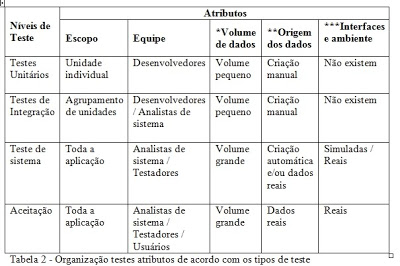 Níveis de Teste
Atributos
Escopo
Equipe
*Volume de dados
**Origem dos dados
***Interfaces e ambiente
Testes Unitários
Unidade individual
Desenvolvedores
Volume pequeno
Criação manual
Não existem
Testes de Integração
Agrupamento de unidades
Desenvolvedores / Analistas de sistema
Volume pequeno
Criação manual
Não existem
Teste de sistema
Toda a aplicação
Analistas de sistema / Testadores
Volume grande
Criação automática e/ou dados reais
Simuladas / Reais
Aceitação
Toda a aplicação
Analistas de sistema / Testadores / Usuários
Volume grande
Dados reais
Reais
Tabela 2 - Organização testes atributos de acordo com os tipos de teste